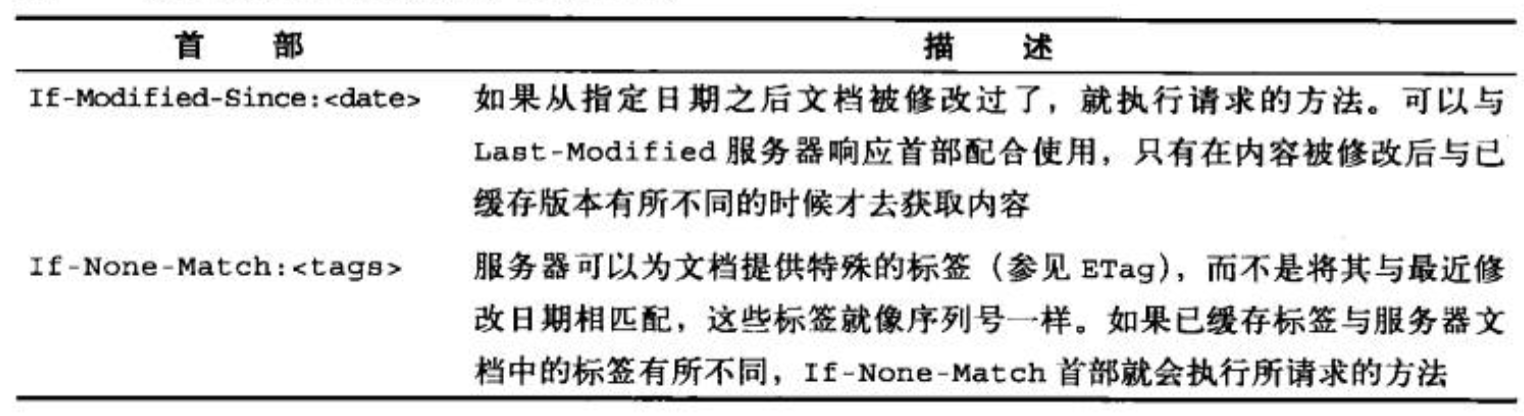 首 部 描 述
If-Modified-Since:<date> 如果从指定日期之后文档被修改过了，就执行请求的方法。可以与
Last-Modified 服务器响应首部配合使用，只有在内容被修改后与已
缓存版本有所不同的时候才去获取内容
If-None-Match:<tags> 服务器可以为文档提供特殊的标签（参见 ETag），而不是将其与最近修
改日期相匹配，这些标签就像序列号一样。如果已缓存标签与服务器文
档中的标签有所不同，If-None-Match 首部就会执行所请求的方法